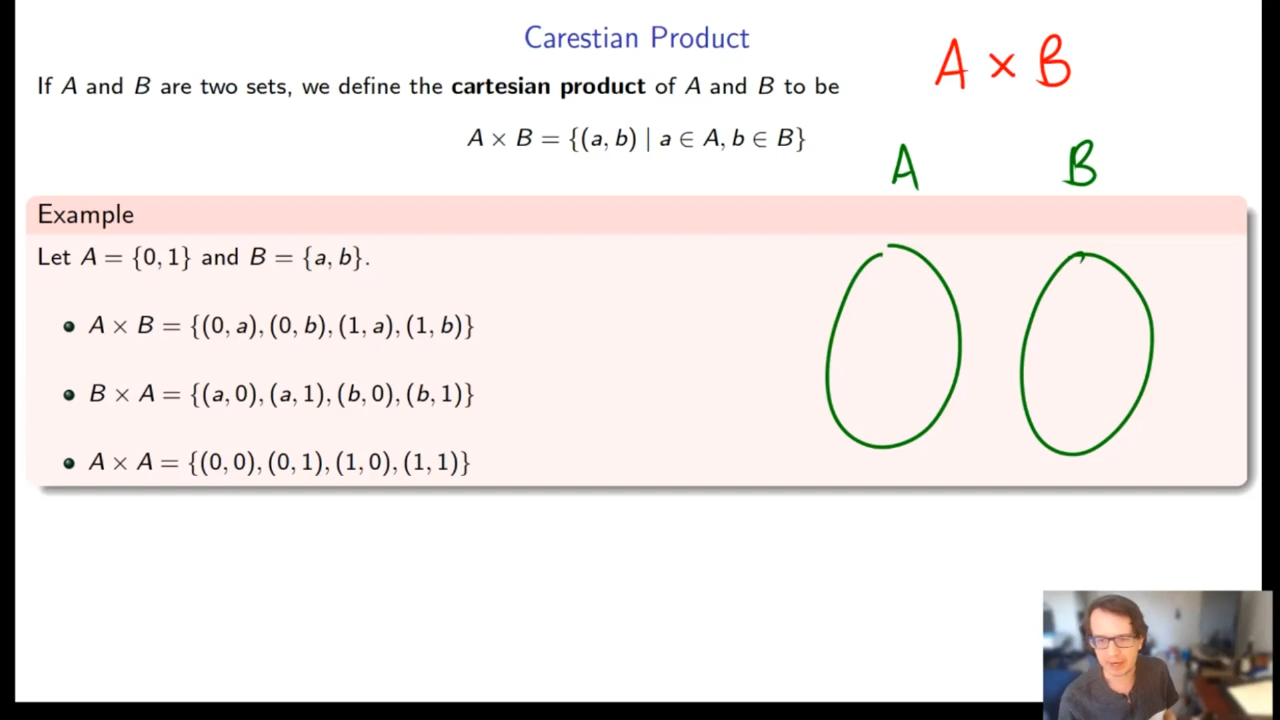 Carestian Product
If A and B are two sets, we define the cartesian product of A and B to be
A × B = {(a, b) | a ∈ A, b ∈ B}
A × B
A B
Example
Let A = {0, 1} and B = {a, b}.
A × B = {(0, a), (0, b), (1, a), (1, b)}
B × A = {(a, 0), (a, 1), (b, 0), (b, 1)}
A × A = {(0, 0), (0, 1), (1, 0), (1, 1)}